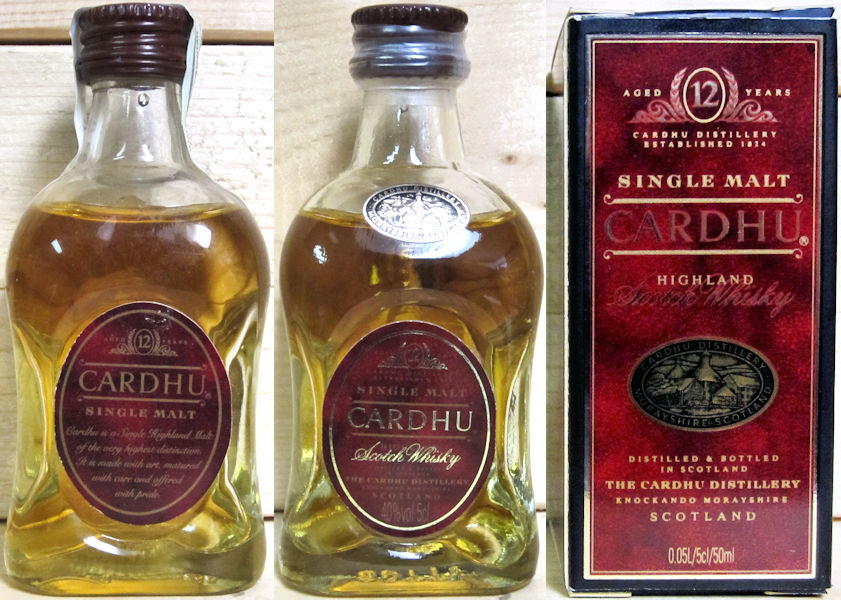 AGED 12 YEARS
CARDHU®
SINGLE MALT
Cardhu is a Single Highland Malt
of the very highest distinction.
It is made with art, matured
with care and offered
with pride.
CARDHU DISTILLERY
12
SINGLE MALT
CARDHU
Scotch Whisky
THE CARDHU DISTILLERY
SCOTLAND
40%vol 5cl
AGED 12 YEARS
CARDHU DISTILLERY
ESTABLISHED 1824
SINGLE MALT
CARDHU®
HIGHLAND
Scotch Whisky
CARDHU DISTILLERY
MORAYSHIRE·SCOTLAND
DISTILLED & BOTTLED
IN SCOTLAND
THE CARDHU DISTILLERY
KNOCKANDO MORAYSHIRE
SCOTLAND
0.05L/5cl/50ml